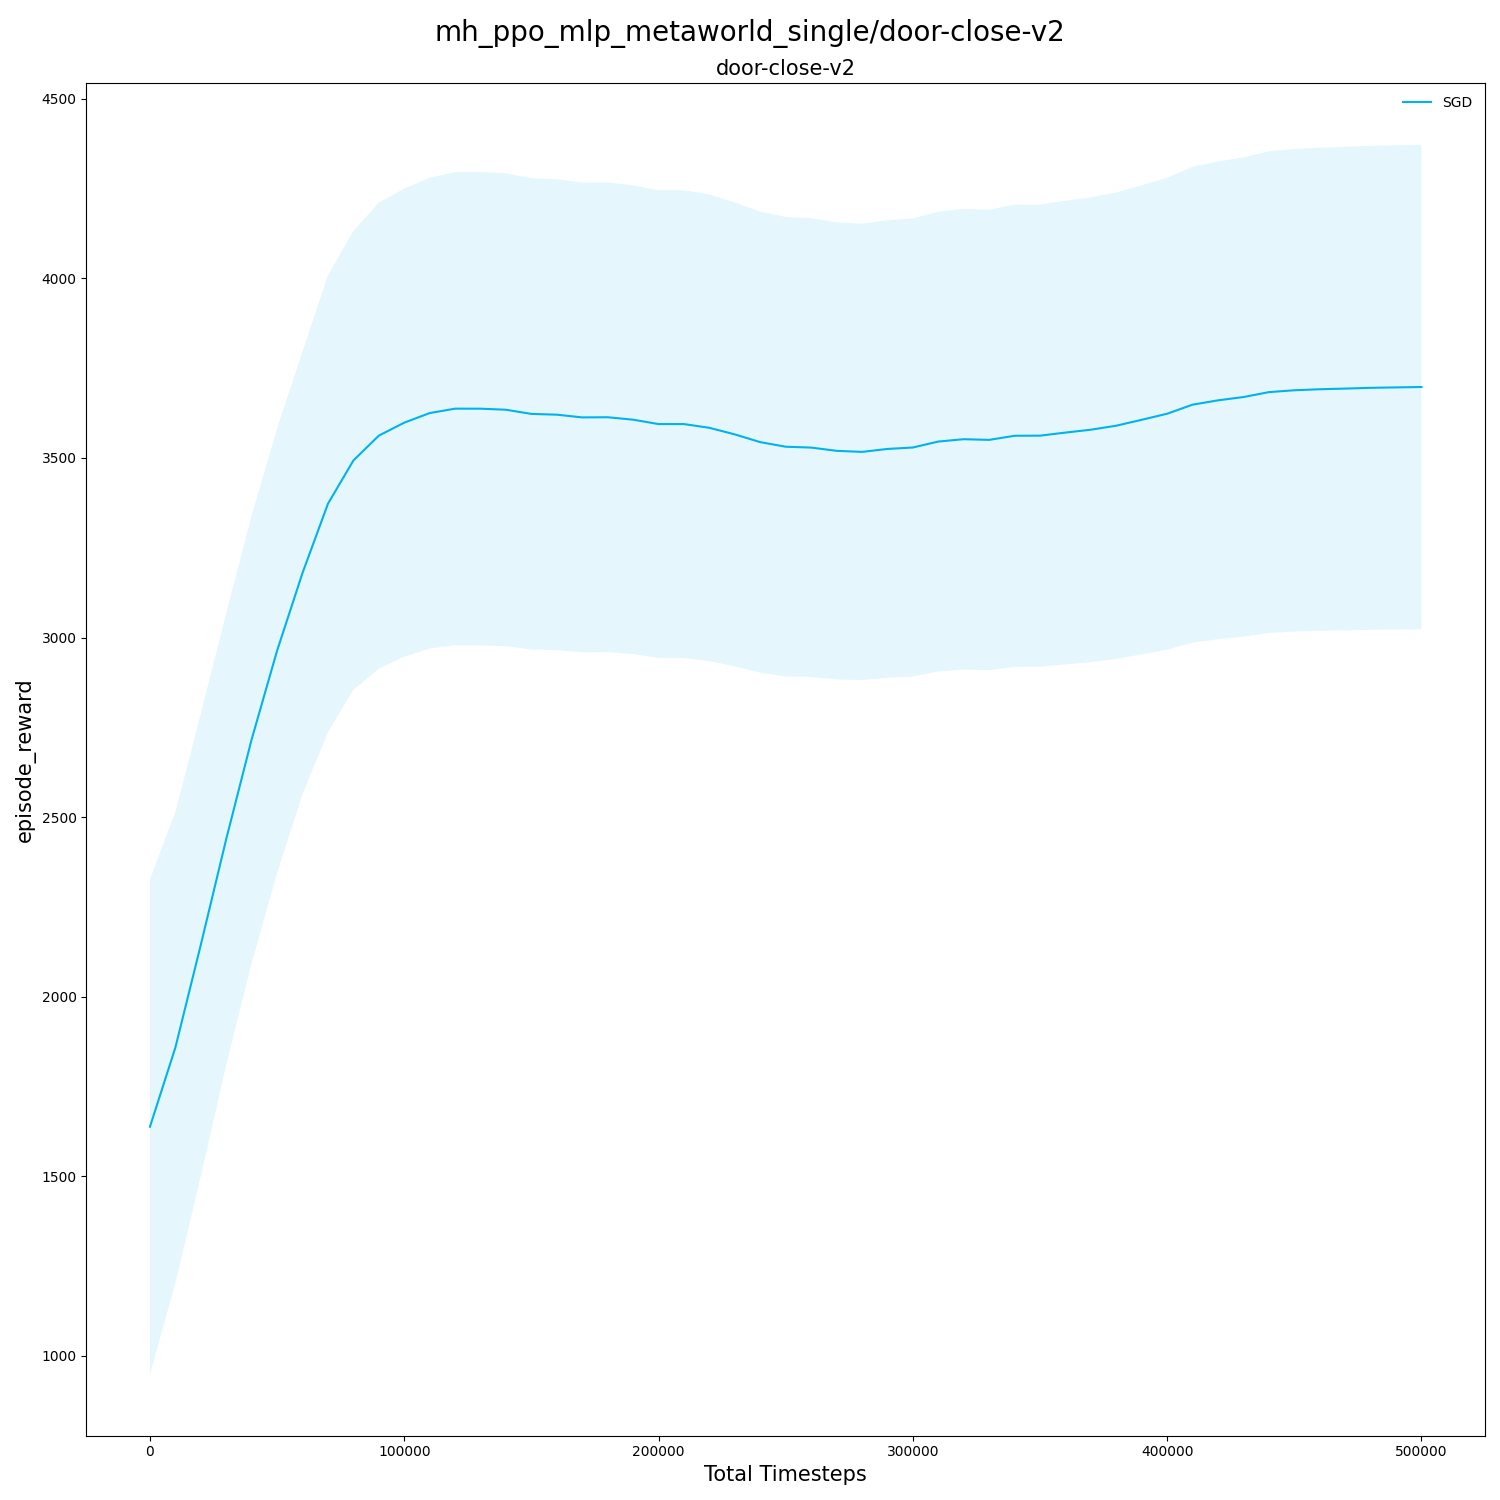 mh_ppo_mlp_metaworld_single/door-close-v2
door-close-v2
SGD
4500
4000
3500
3000
2500
2000
1500
1000
episode_reward
0 100000 200000 300000 400000 500000
Total Timesteps